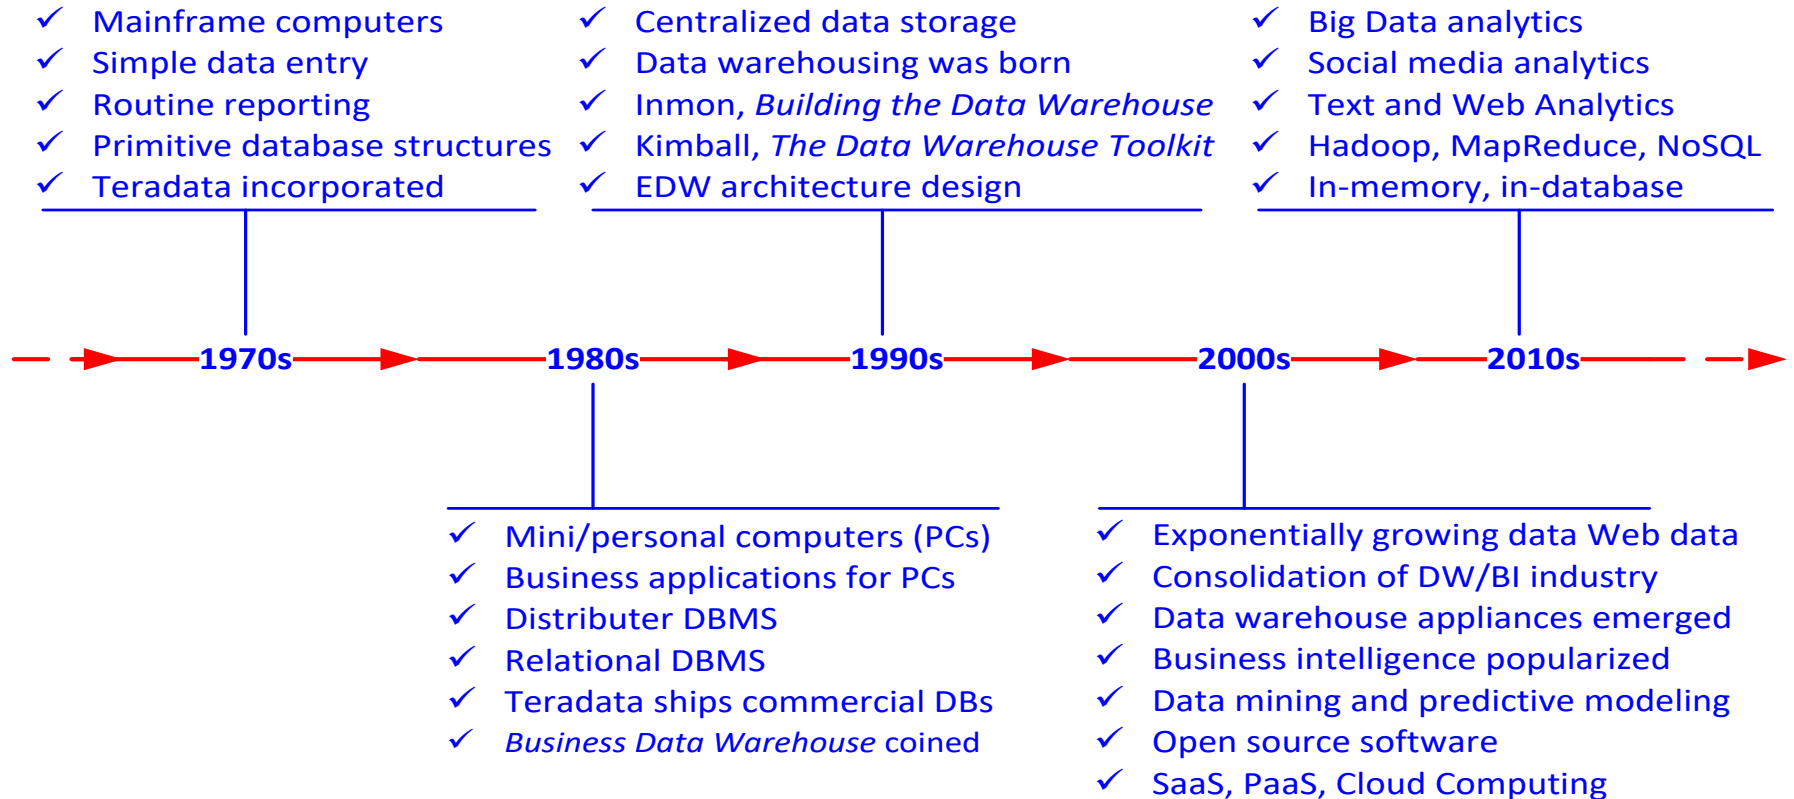 ✓ Mainframe computers
✓ Simple data entry
✓ Routine reporting
✓ Primitive database structures
✓ Teradata incorporated
✓ Centralized data storage
✓ Data warehousing was born
✓ Inmon, Building the Data Warehouse
✓ Kimball, The Data Warehouse Toolkit
✓ EDW architecture design
✓ Big Data analytics
✓ Social media analytics
✓ Text and Web Analytics
✓ Hadoop, MapReduce, NoSQL
✓ In-memory, in-database
1970s 1980s 1990s 2000s 2010s
✓ Mini/personal computers (PCs)
✓ Business applications for PCs
✓ Distributer DBMS
✓ Relational DBMS
✓ Teradata ships commercial DBs
✓ Business Data Warehouse coined
✓ Exponentially growing data Web data
✓ Consolidation of DW/BI industry
✓ Data warehouse appliances emerged
✓ Business intelligence popularized
✓ Data mining and predictive modeling
✓ Open source software
✓ SaaS, PaaS, Cloud Computing